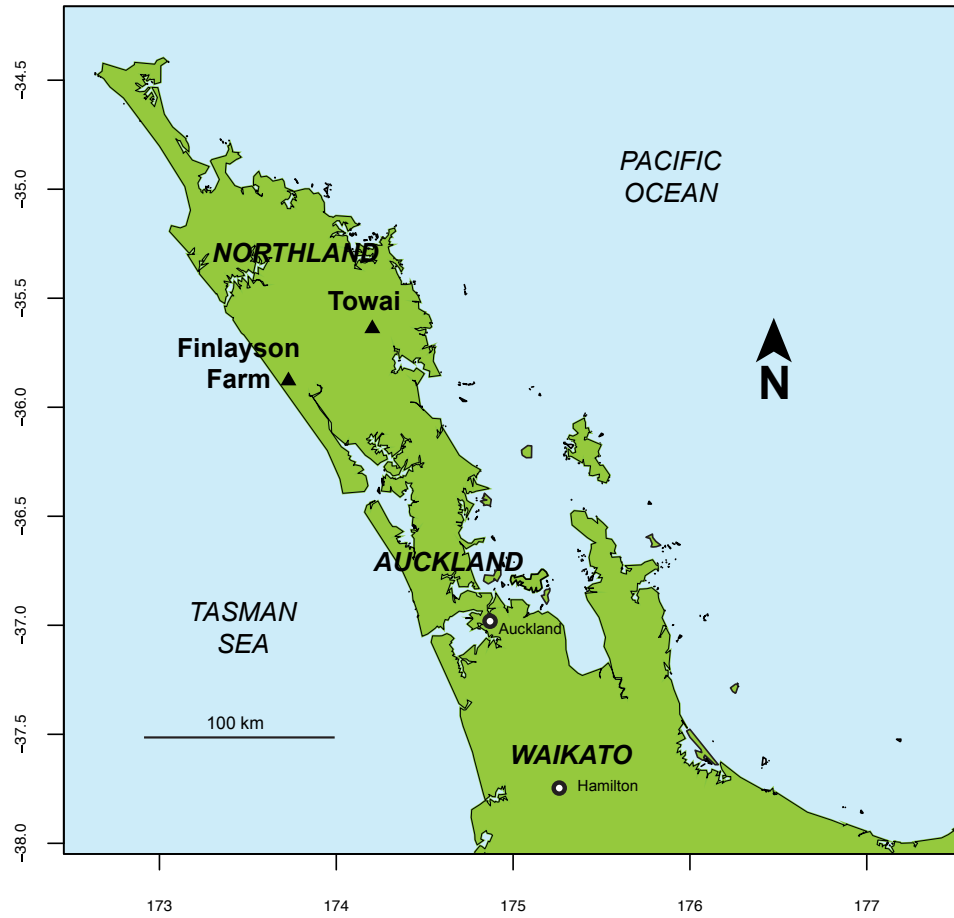 PACIFIC
OCEAN
NORTHLAND
Towai
Finlayson
Farm
N
AUCKLAND
TASMAN
SEA
Auckland
100 km
WAIKATO
Hamilton
−34.5
−35.0
−35.5
−36.0
−36.5
−37.0
−37.5
−38.0
173
174
175
176
177